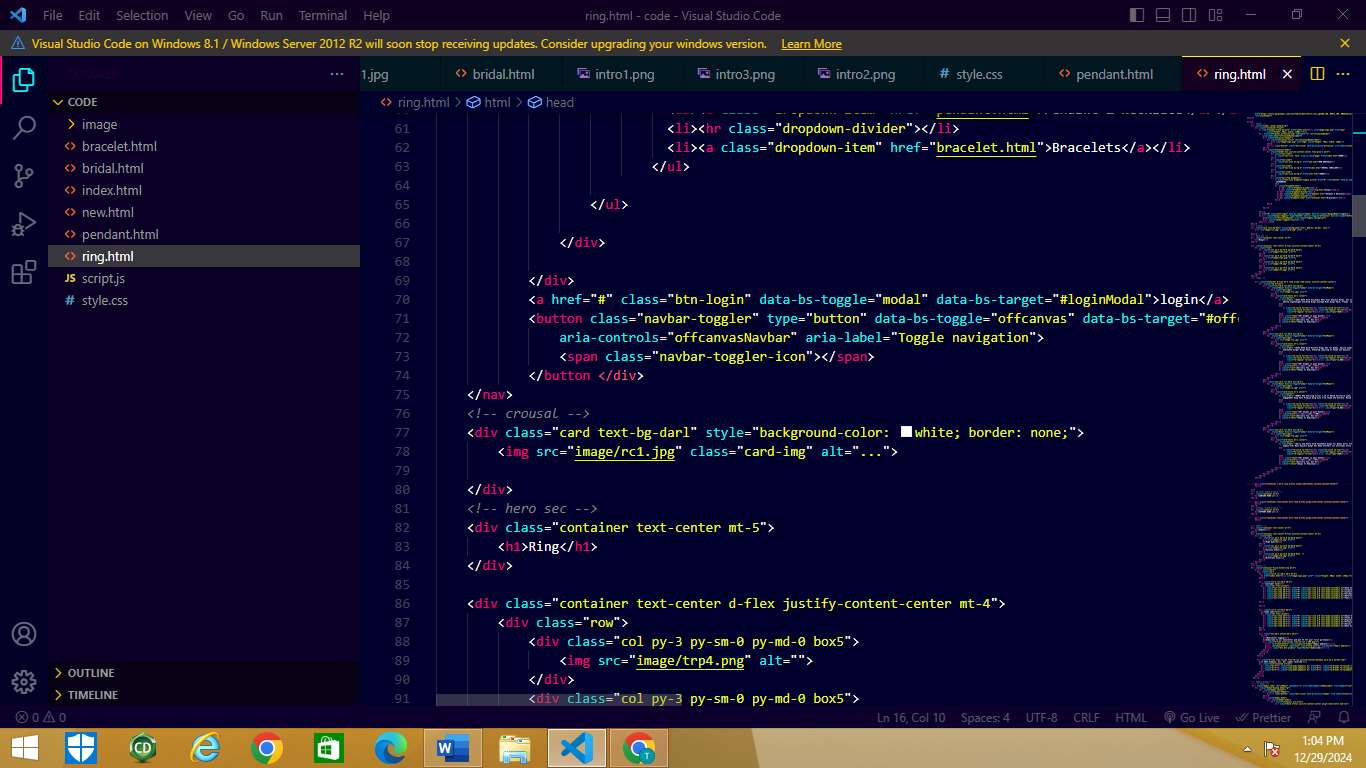 File Edit Selection View Go Run Terminal Help ring.html - code - Visual Studio Code
Visual Studio Code on Windows 8.1 / Windows Server 2012 R2 will soon stop receiving updates. Consider upgrading your windows version. Learn More
EXPLORER ··· 1.jpg bridal.html intro1.png intro3.png intro2.png style.css pendant.html ring.html
CODE
image
bracelet.html
bridal.html
index.html
new.html
pendant.html
ring.html
script.js
style.css
OUTLINE
TIMELINE
ring.html > html > head
61 <li><hr class="dropdown-divider"></li>
62 <li><a class="dropdown-item" href="bracelet.html">Bracelets</a></li>
63 </ul>
64
65 </ul>
66
67 </div>
68
69 </div>
70 <a href="#" class="btn-login" data-bs-toggle="modal" data-bs-target="#loginModal">login</a>
71 <button class="navbar-toggler" type="button" data-bs-toggle="offcanvas" data-bs-target="#offc
72 aria-controls="offcanvasNavbar" aria-label="Toggle navigation">
73 <span class="navbar-toggler-icon"></span>
74 </button </div>
75 </nav>
76 <!-- crousal -->
77 <div class="card text-bg-darl" style="background-color: white; border: none;">
78 <img src="image/rc1.jpg" class="card-img" alt="...">
79
80 </div>
81 <!-- hero sec -->
82 <div class="container text-center mt-5">
83 <h1>Ring</h1>
84 </div>
85
86 <div class="container text-center d-flex justify-content-center mt-4">
87 <div class="row">
88 <div class="col py-3 py-sm-0 py-md-0 box5">
89 <img src="image/trp4.png" alt="">
90 </div>
91 <div class="col py-3 py-sm-0 py-md-0 box5">
0 0 Ln 16, Col 10 Spaces: 4 UTF-8 CRLF HTML Go Live Prettier
1:04 PM
12/29/2024